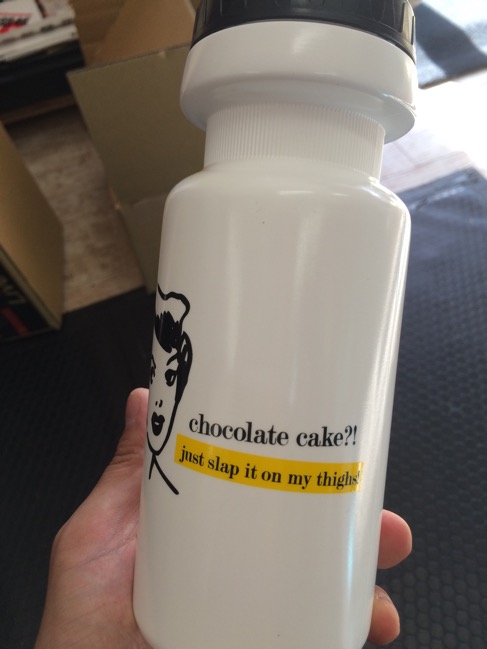 chocolate cake?!
just slap it on my thighs!